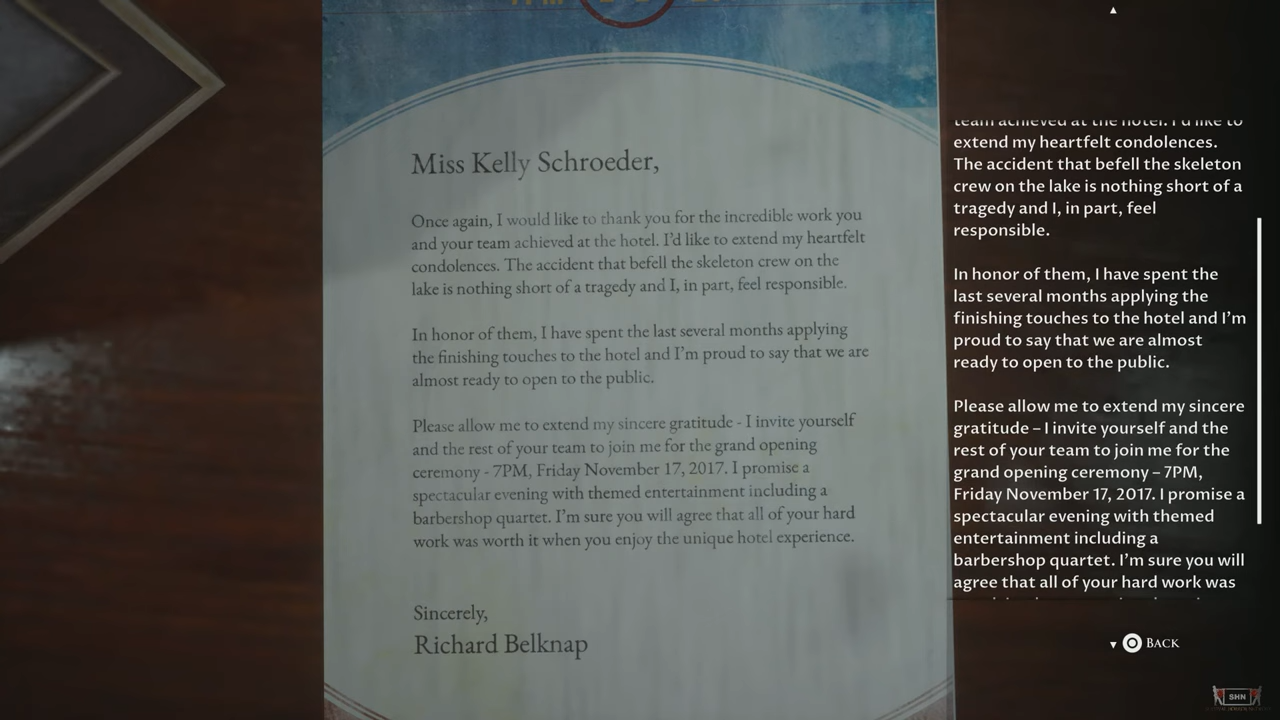 Miss Kelly Schroeder,
Once again, I would like to thank you for the incredible work you
and your team achieved at the hotel. I'd like to extend my heartfelt
condolences. The accident that befell the skeleton crew on the
lake is nothing short of a tragedy and I, in part, feel responsible.
In honor of them, I have spent the last several months applying
the finishing touches to the hotel and I'm proud to say that we are
almost ready to open to the public.
Please allow me to extend my sincere gratitude - I invite yourself
and the rest of your team to join me for the grand opening
ceremony - 7PM, Friday November 17, 2017. I promise a
spectacular evening with themed entertainment including a
barbershop quartet. I'm sure you will agree that all of your hard
work was worth it when you enjoy the unique hotel experience.
Sincerely,
Richard Belknap
team achieved at the hotel. I'd like to
extend my heartfelt condolences.
The accident that befell the skeleton
crew on the lake is nothing short of a
tragedy and I, in part, feel
responsible.
In honor of them, I have spent the
last several months applying the
finishing touches to the hotel and I'm
proud to say that we are almost
ready to open to the public.
Please allow me to extend my sincere
gratitude – I invite yourself and the
rest of your team to join me for the
grand opening ceremony – 7PM,
Friday November 17, 2017. I promise a
spectacular evening with themed
entertainment including a
barbershop quartet. I'm sure you will
agree that all of your hard work was
BACK
SHN